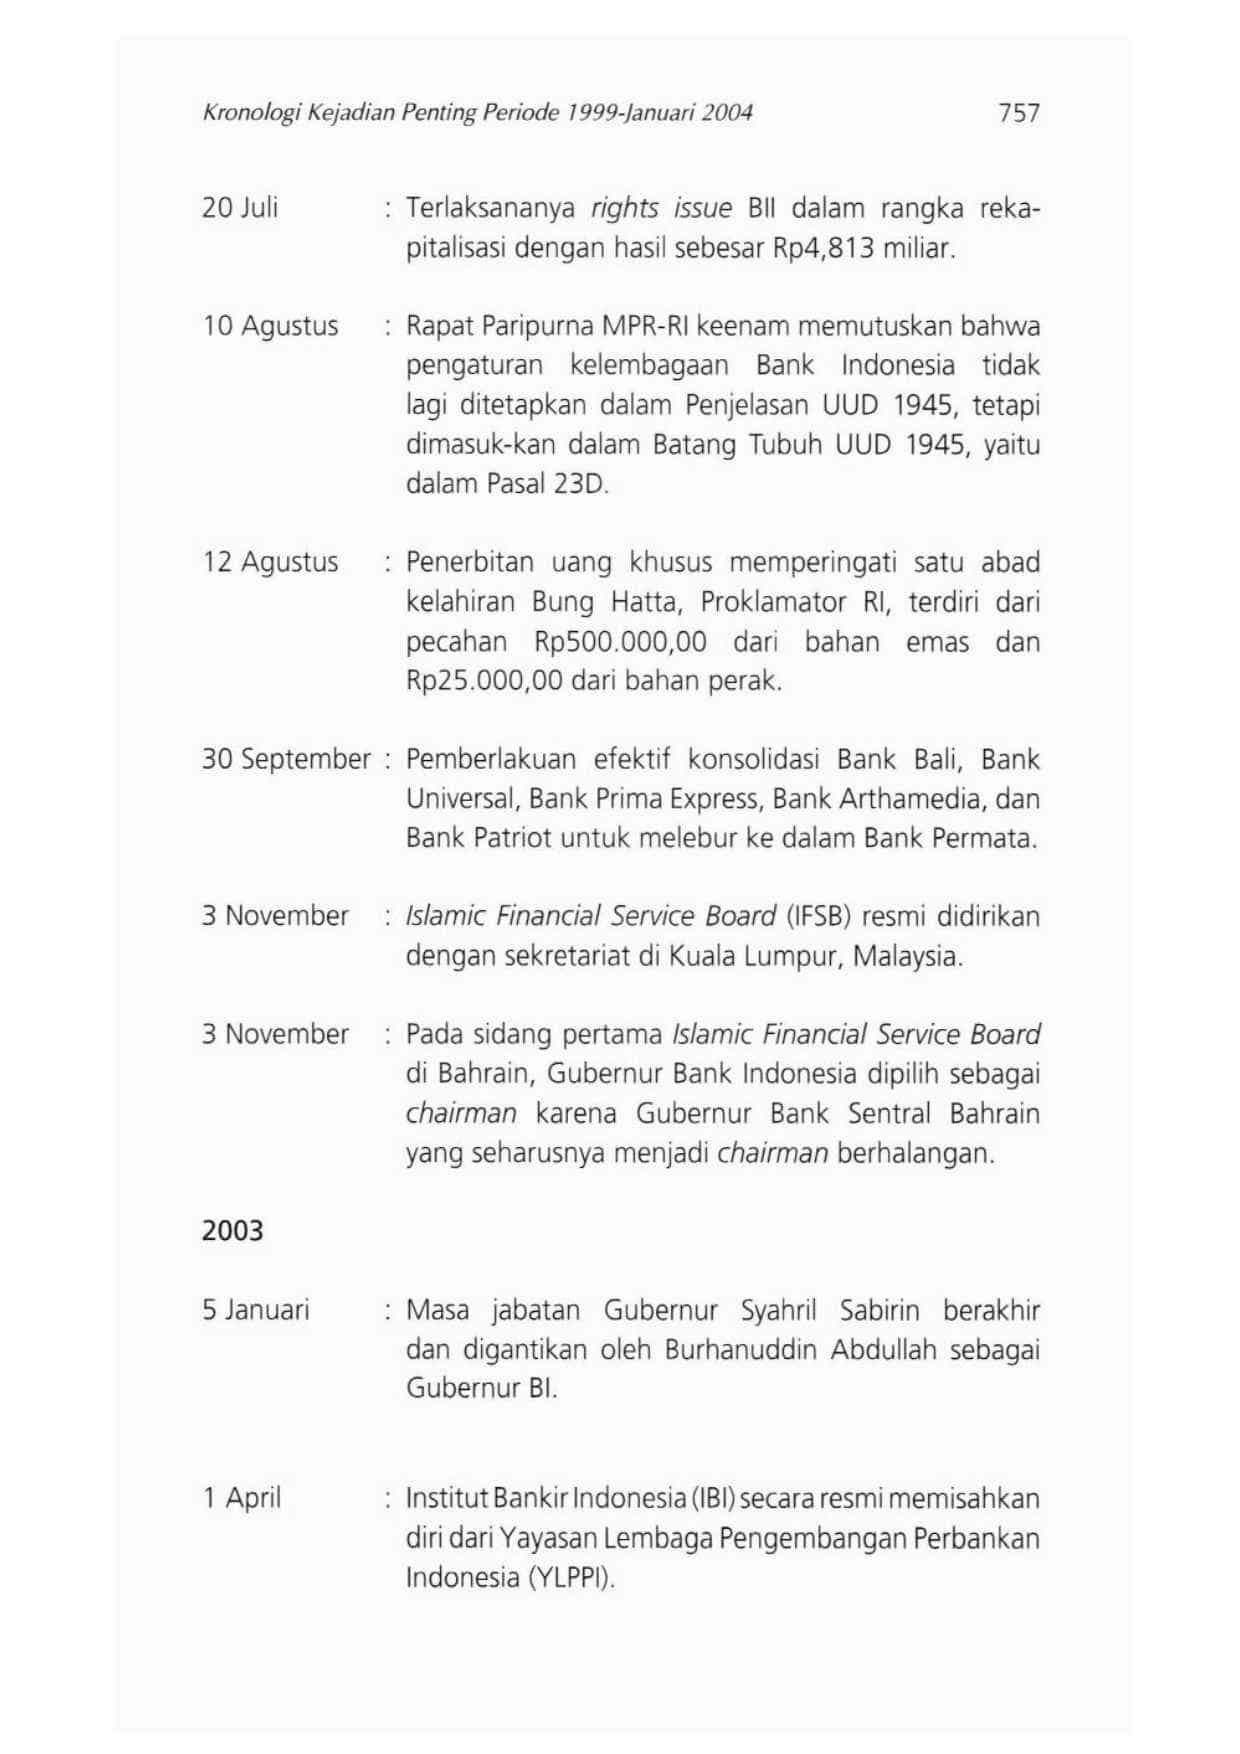 Kronologi Kejadian Penting Periode 1999-Januari 2004 757
20 Juli : Terlaksananya rights issue BII dalam rangka reka-
pitalisasi dengan hasil sebesar Rp4,813 miliar.
10 Agustus : Rapat Paripurna MPR-RI keenam memutuskan bahwa
pengaturan kelembagaan Bank Indonesia tidak
lagi ditetapkan dalam Penjelasan UUD 1945, tetapi
dimasuk-kan dalam Batang Tubuh UUD 1945, yaitu
dalam Pasal 23D.
12 Agustus : Penerbitan uang khusus memperingati satu abad
kelahiran Bung Hatta, Proklamator RI, terdiri dari
pecahan Rp500.000,00 dari bahan emas dan
Rp25.000,00 dari bahan perak.
30 September : Pemberlakuan efektif konsolidasi Bank Bali, Bank
Universal, Bank Prima Express, Bank Arthamedia, dan
Bank Patriot untuk melebur ke dalam Bank Permata.
3 November : Islamic Financial Service Board (IFSB) resmi didirikan
dengan sekretariat di Kuala Lumpur, Malaysia.
3 November : Pada sidang pertama Islamic Financial Service Board
di Bahrain, Gubernur Bank Indonesia dipilih sebagai
chairman karena Gubernur Bank Sentral Bahrain
yang seharusnya menjadi chairman berhalangan.
2003
5 Januari : Masa jabatan Gubernur Syahril Sabirin berakhir
dan digantikan oleh Burhanuddin Abdullah sebagai
Gubernur BI.
1 April : Institut Bankir Indonesia (IBI) secara resmi memisahkan
diri dari Yayasan Lembaga Pengembangan Perbankan
Indonesia (YLPPI).